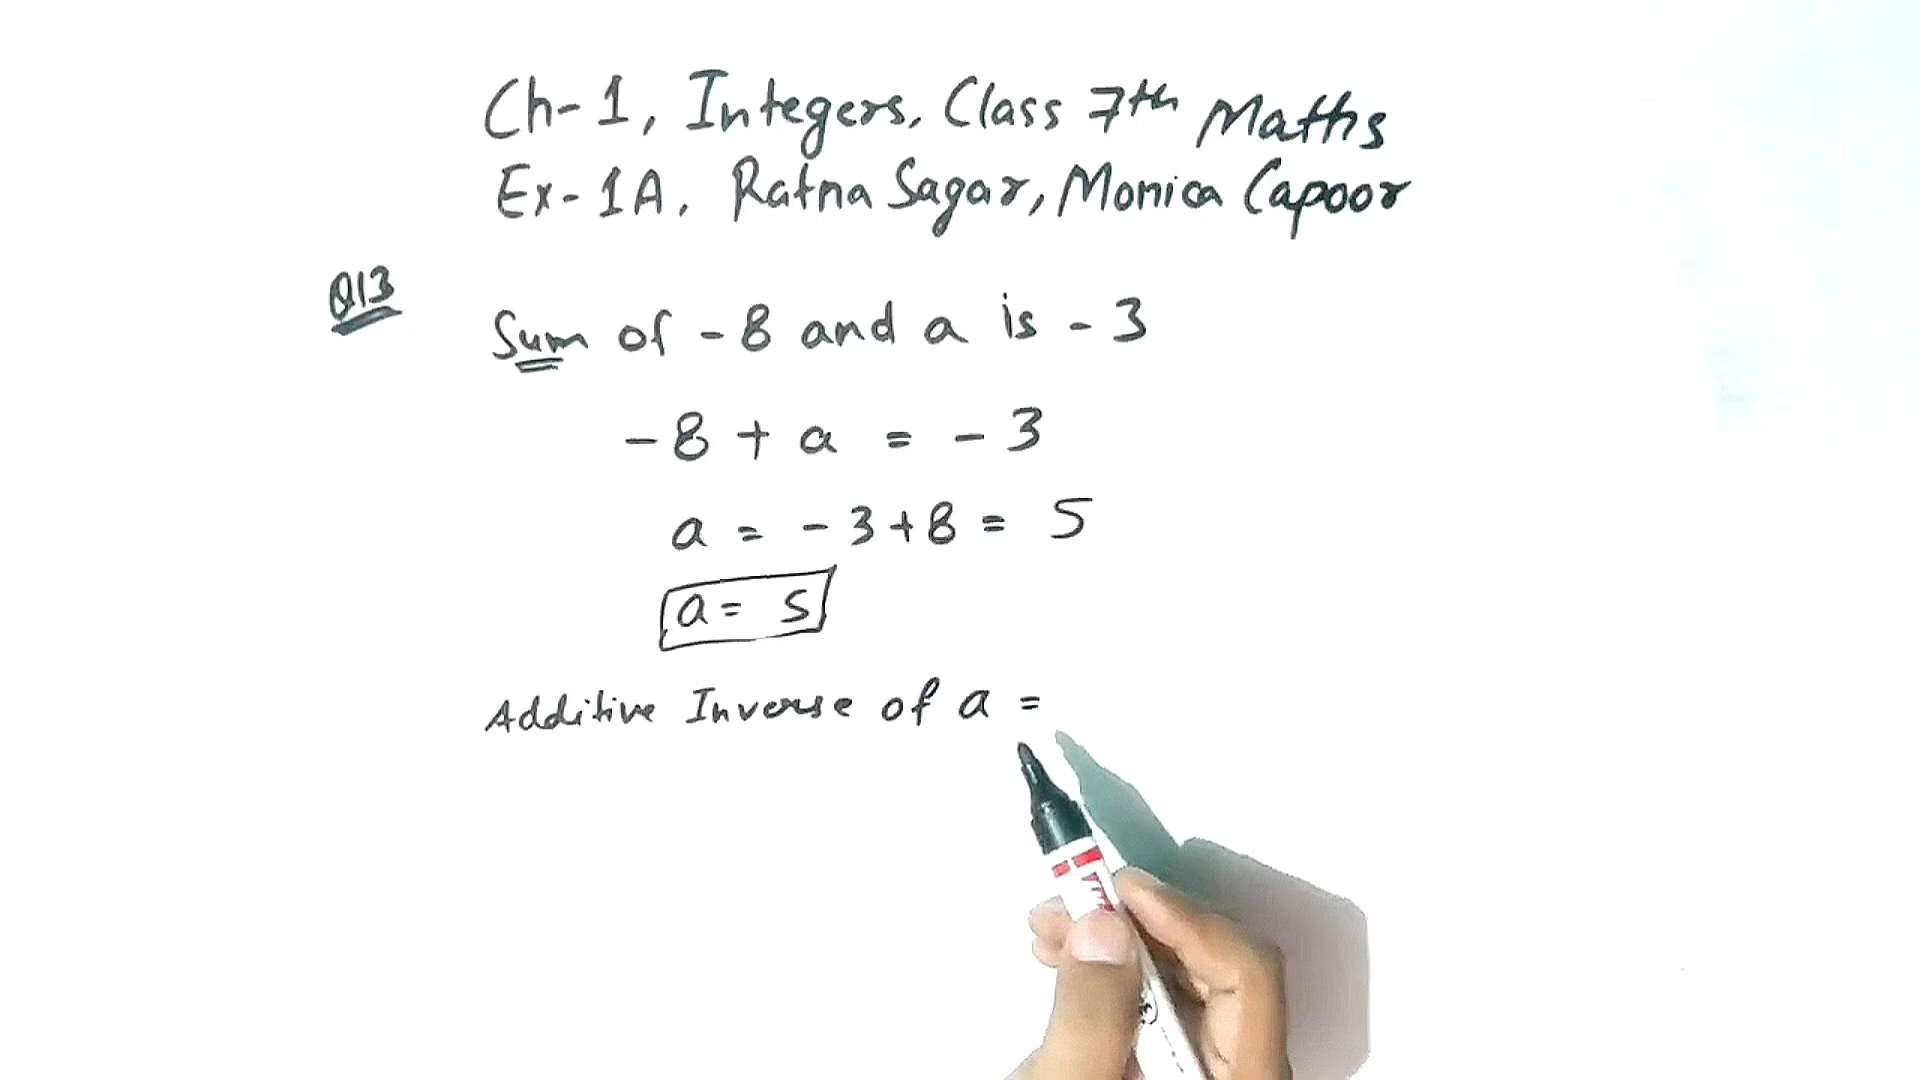 Ch-1, Integers, Class 7th Maths
Ex-1A, Ratna Sagar, Monica Capoor
Q13
Sum of -8 and a is -3
-8 + a = -3
a = -3+8 = 5
a = 5
Additive Inverse of a =